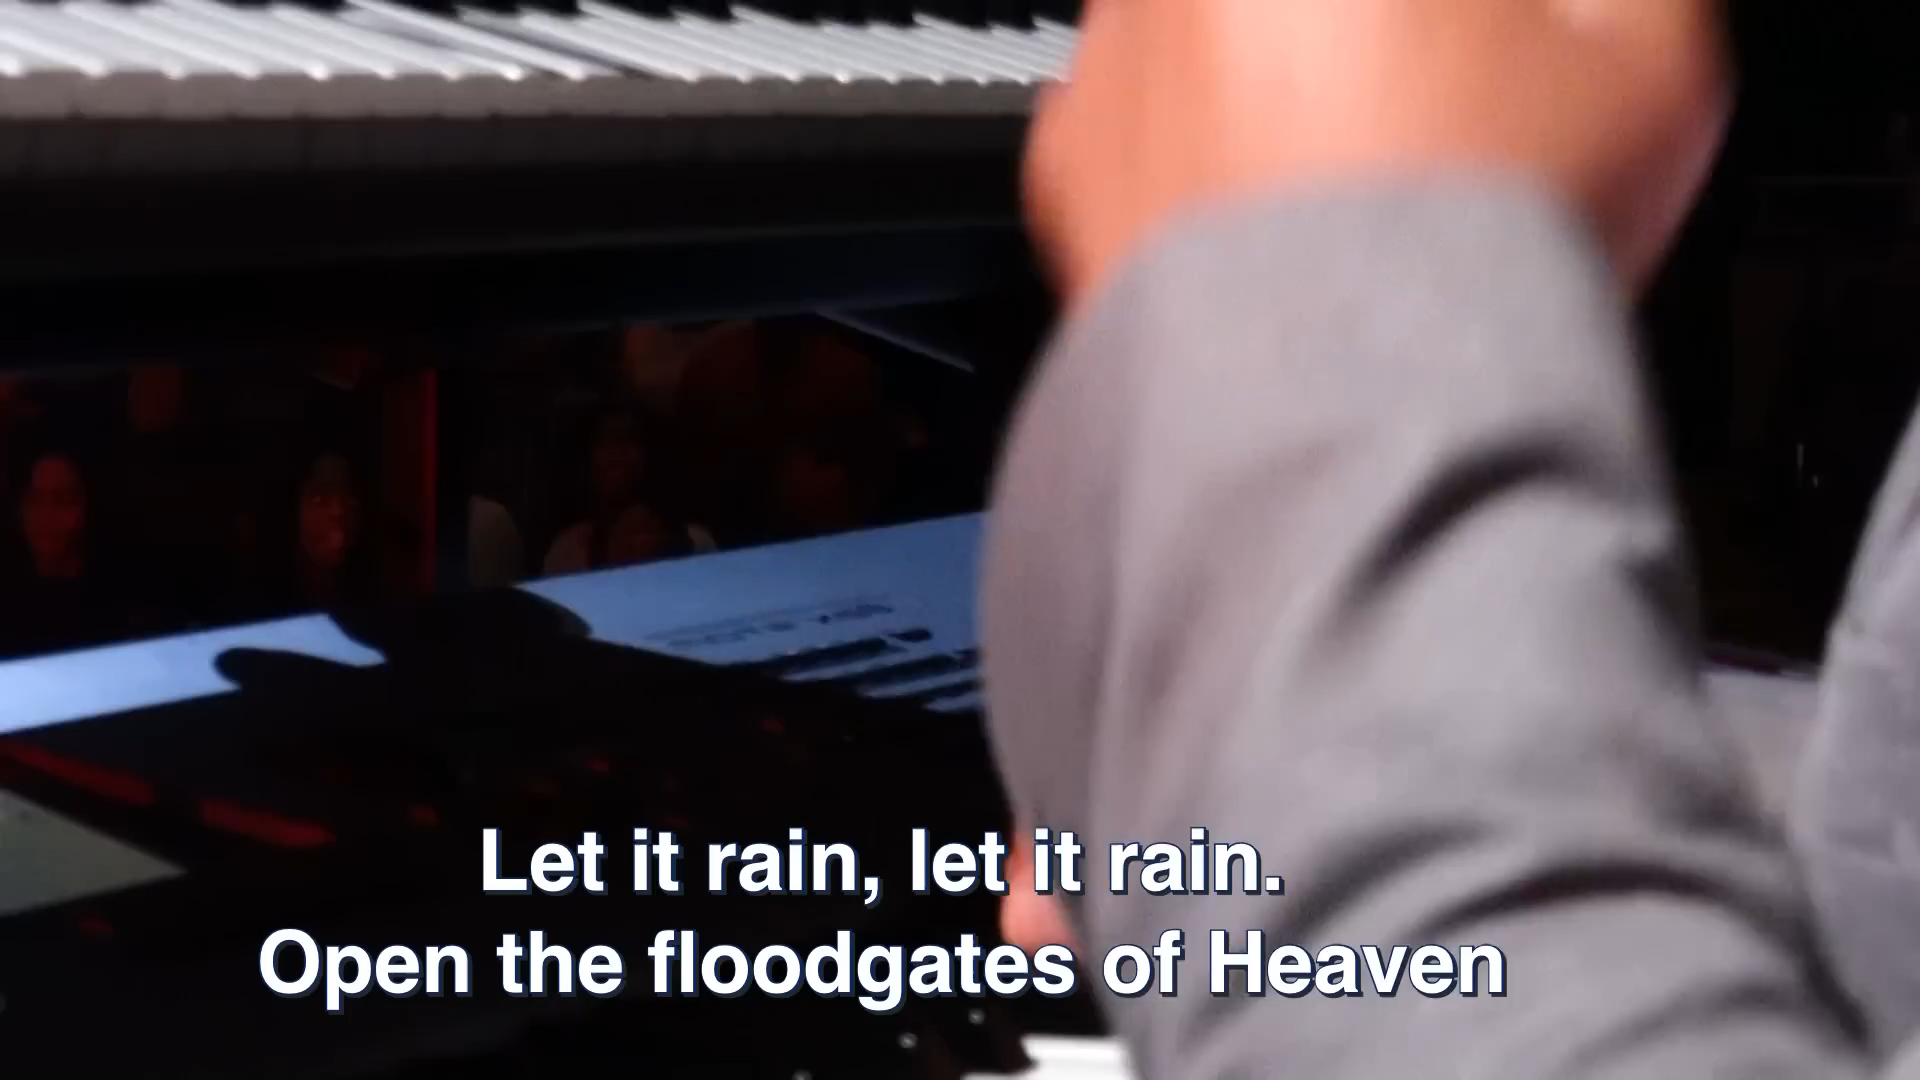 Let it rain, let it rain.
Open the floodgates of Heaven